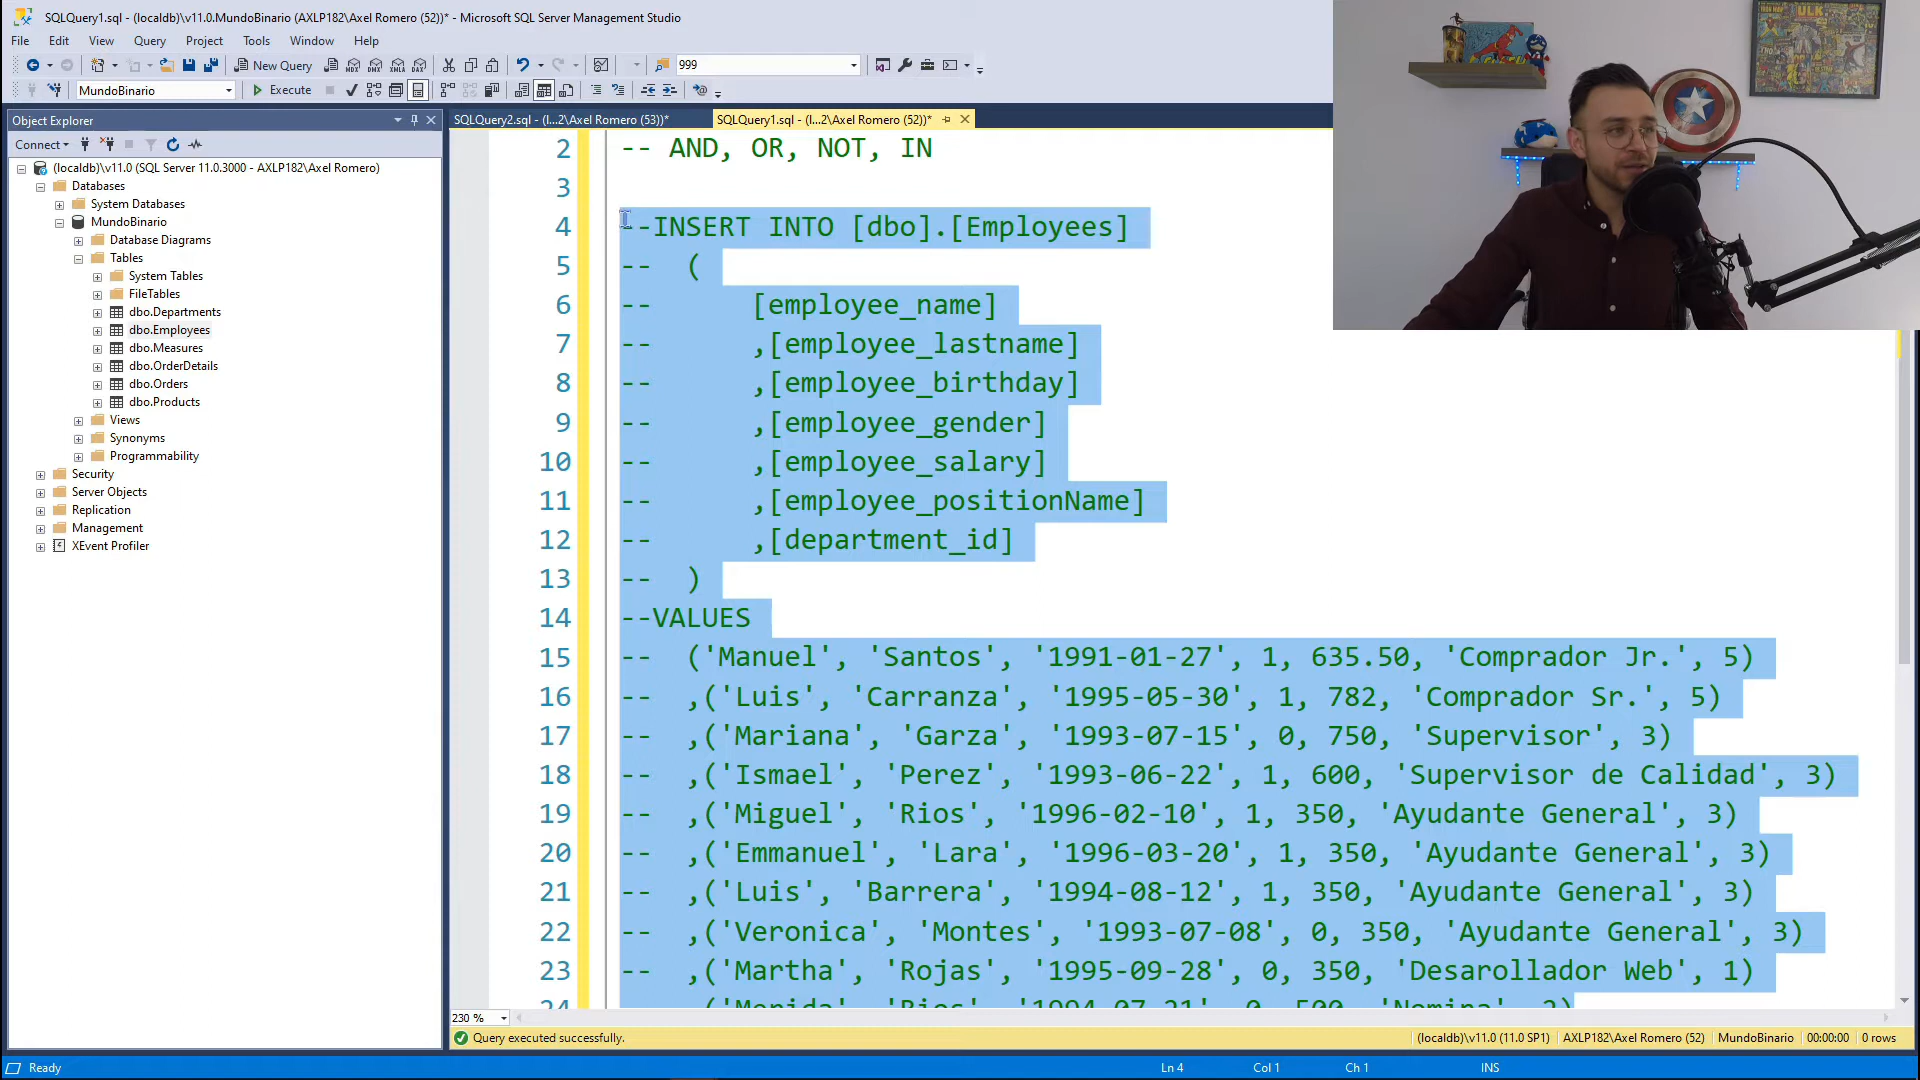 SQLQuery1.sql - (localdb)\v11.0.MundoBinario (AXLP182\Axel Romero (52))* - Microsoft SQL Server Management Studio
File Edit View Query Project Tools Window Help
New Query 999
MundoBinario Execute
Object Explorer
Connect
(localdb)\v11.0 (SQL Server 11.0.3000 - AXLP182\Axel Romero)
Databases
System Databases
MundoBinario
Database Diagrams
Tables
System Tables
FileTables
dbo.Departments
dbo.Employees
dbo.Measures
dbo.OrderDetails
dbo.Orders
dbo.Products
Views
Synonyms
Programmability
Security
Server Objects
Replication
Management
XEvent Profiler
SQLQuery2.sql - (l...2\Axel Romero (53))* SQLQuery1.sql - (l...2\Axel Romero (52))*
2 -- AND, OR, NOT, IN
3
4 --INSERT INTO [dbo].[Employees]
5 -- (
6 -- [employee_name]
7 -- ,[employee_lastname]
8 -- ,[employee_birthday]
9 -- ,[employee_gender]
10 -- ,[employee_salary]
11 -- ,[employee_positionName]
12 -- ,[department_id]
13 -- )
14 --VALUES
15 -- ('Manuel', 'Santos', '1991-01-27', 1, 635.50, 'Comprador Jr.', 5)
16 -- ,('Luis', 'Carranza', '1995-05-30', 1, 782, 'Comprador Sr.', 5)
17 -- ,('Mariana', 'Garza', '1993-07-15', 0, 750, 'Supervisor', 3)
18 -- ,('Ismael', 'Perez', '1993-06-22', 1, 600, 'Supervisor de Calidad', 3)
19 -- ,('Miguel', 'Rios', '1996-02-10', 1, 350, 'Ayudante General', 3)
20 -- ,('Emmanuel', 'Lara', '1996-03-20', 1, 350, 'Ayudante General', 3)
21 -- ,('Luis', 'Barrera', '1994-08-12', 1, 350, 'Ayudante General', 3)
22 -- ,('Veronica', 'Montes', '1993-07-08', 0, 350, 'Ayudante General', 3)
23 -- ,('Martha', 'Rojas', '1995-09-28', 0, 350, 'Desarollador Web', 1)
230 %
Query executed successfully. (localdb)\v11.0 (11.0 SP1) AXLP182\Axel Romero (52) MundoBinario 00:00:00 0 rows
Ready Ln 4 Col 1 Ch 1 INS